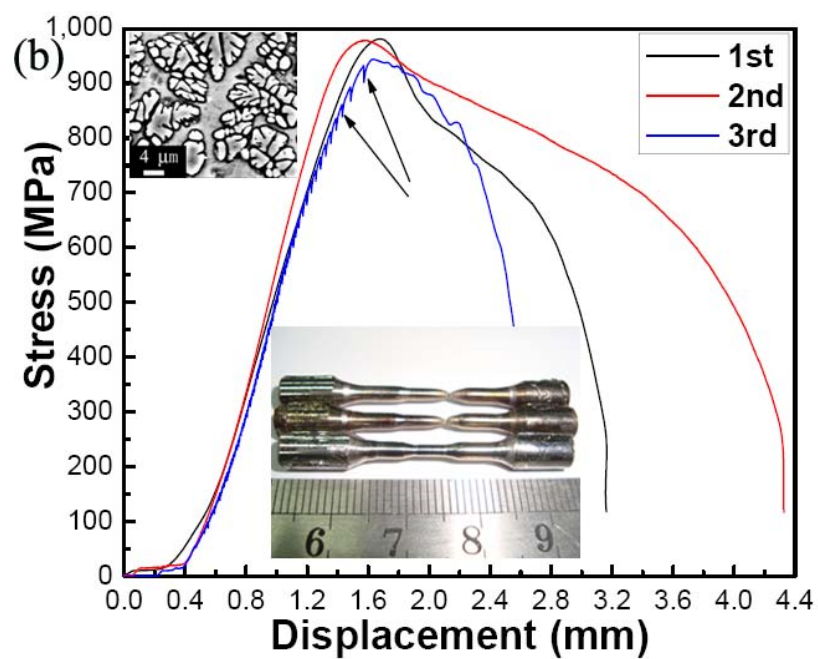 (b)
1,000
900
800
700
600
500
400
300
200
100
0
Stress (MPa)
4 μm
1st
2nd
3rd
6 7 8 9
0.0 0.4 0.8 1.2 1.6 2.0 2.4 2.8 3.2 3.6 4.0 4.4
Displacement (mm)